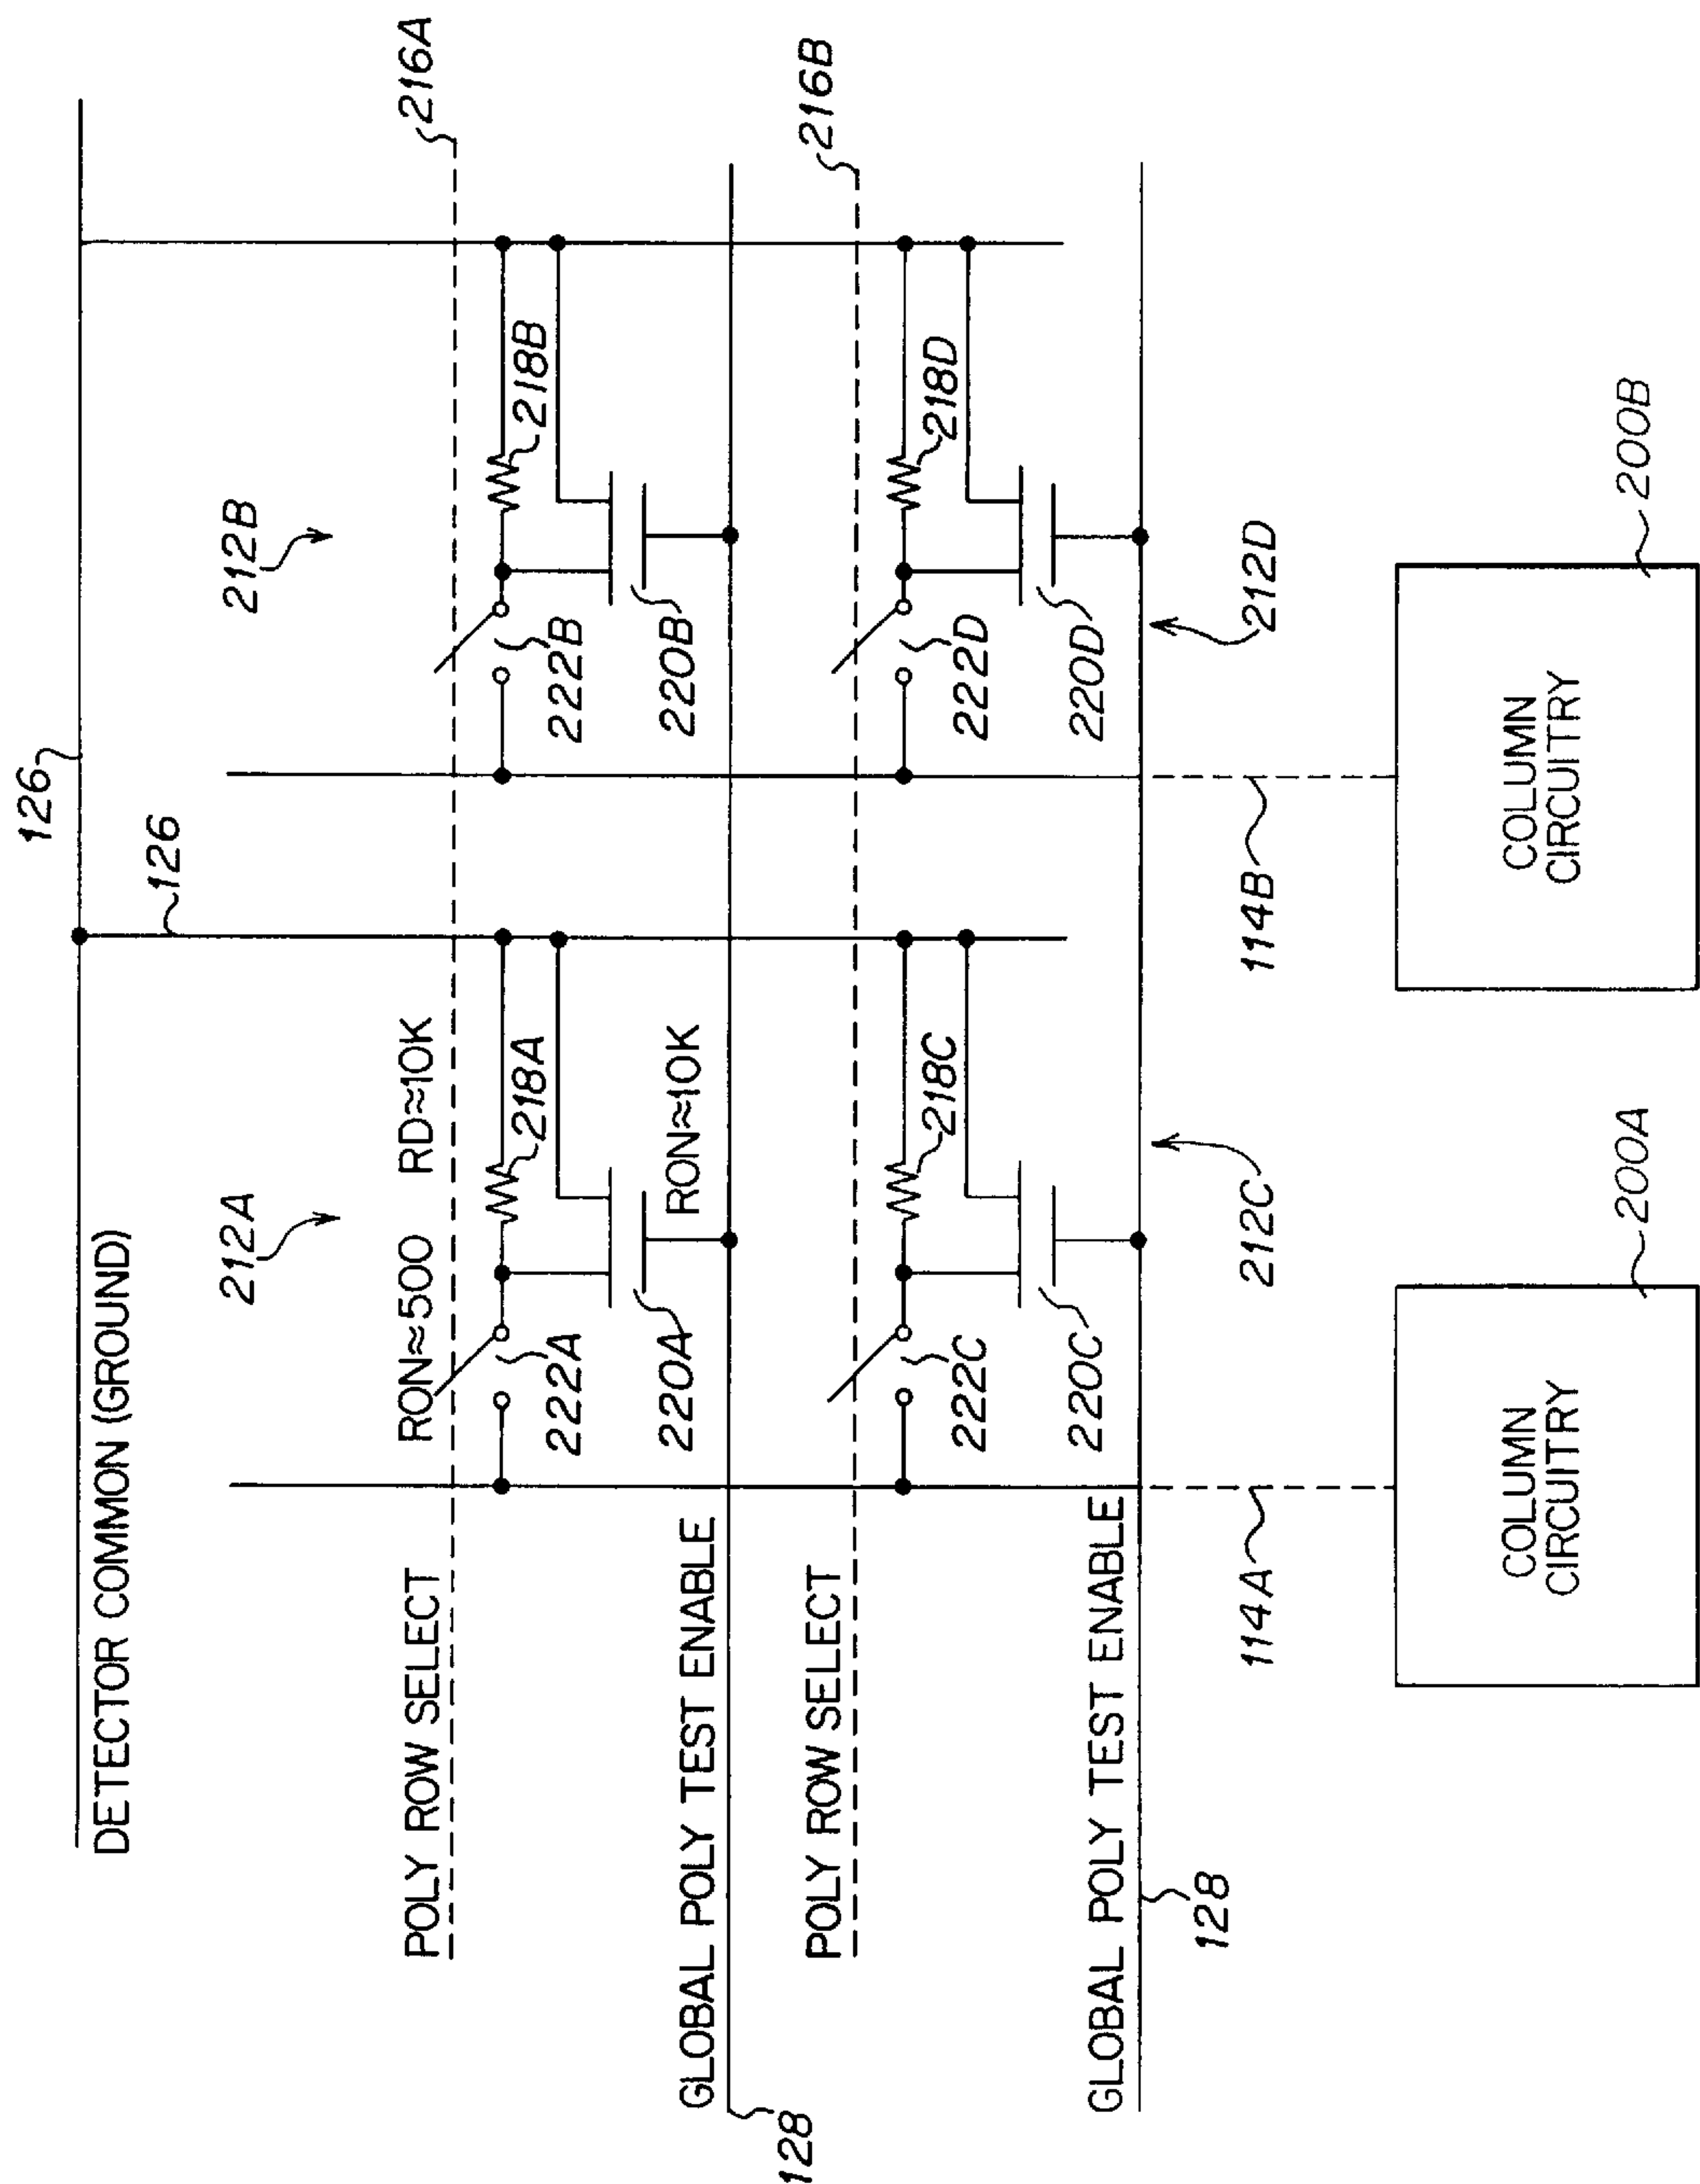 126
DETECTOR COMMON (GROUND)
126
212A
212B
216A
RON≈500 RD≈10K
POLY ROW SELECT
218A
218B
222A
222B
220A
RON≈10K
220B
GLOBAL POLY TEST ENABLE
128
216B
POLY ROW SELECT
218C
218D
222C
222D
220C
220D
GLOBAL POLY TEST ENABLE
128
212C
212D
114A
114B
COLUMN
CIRCUITRY
200A
COLUMN
CIRCUITRY
200B